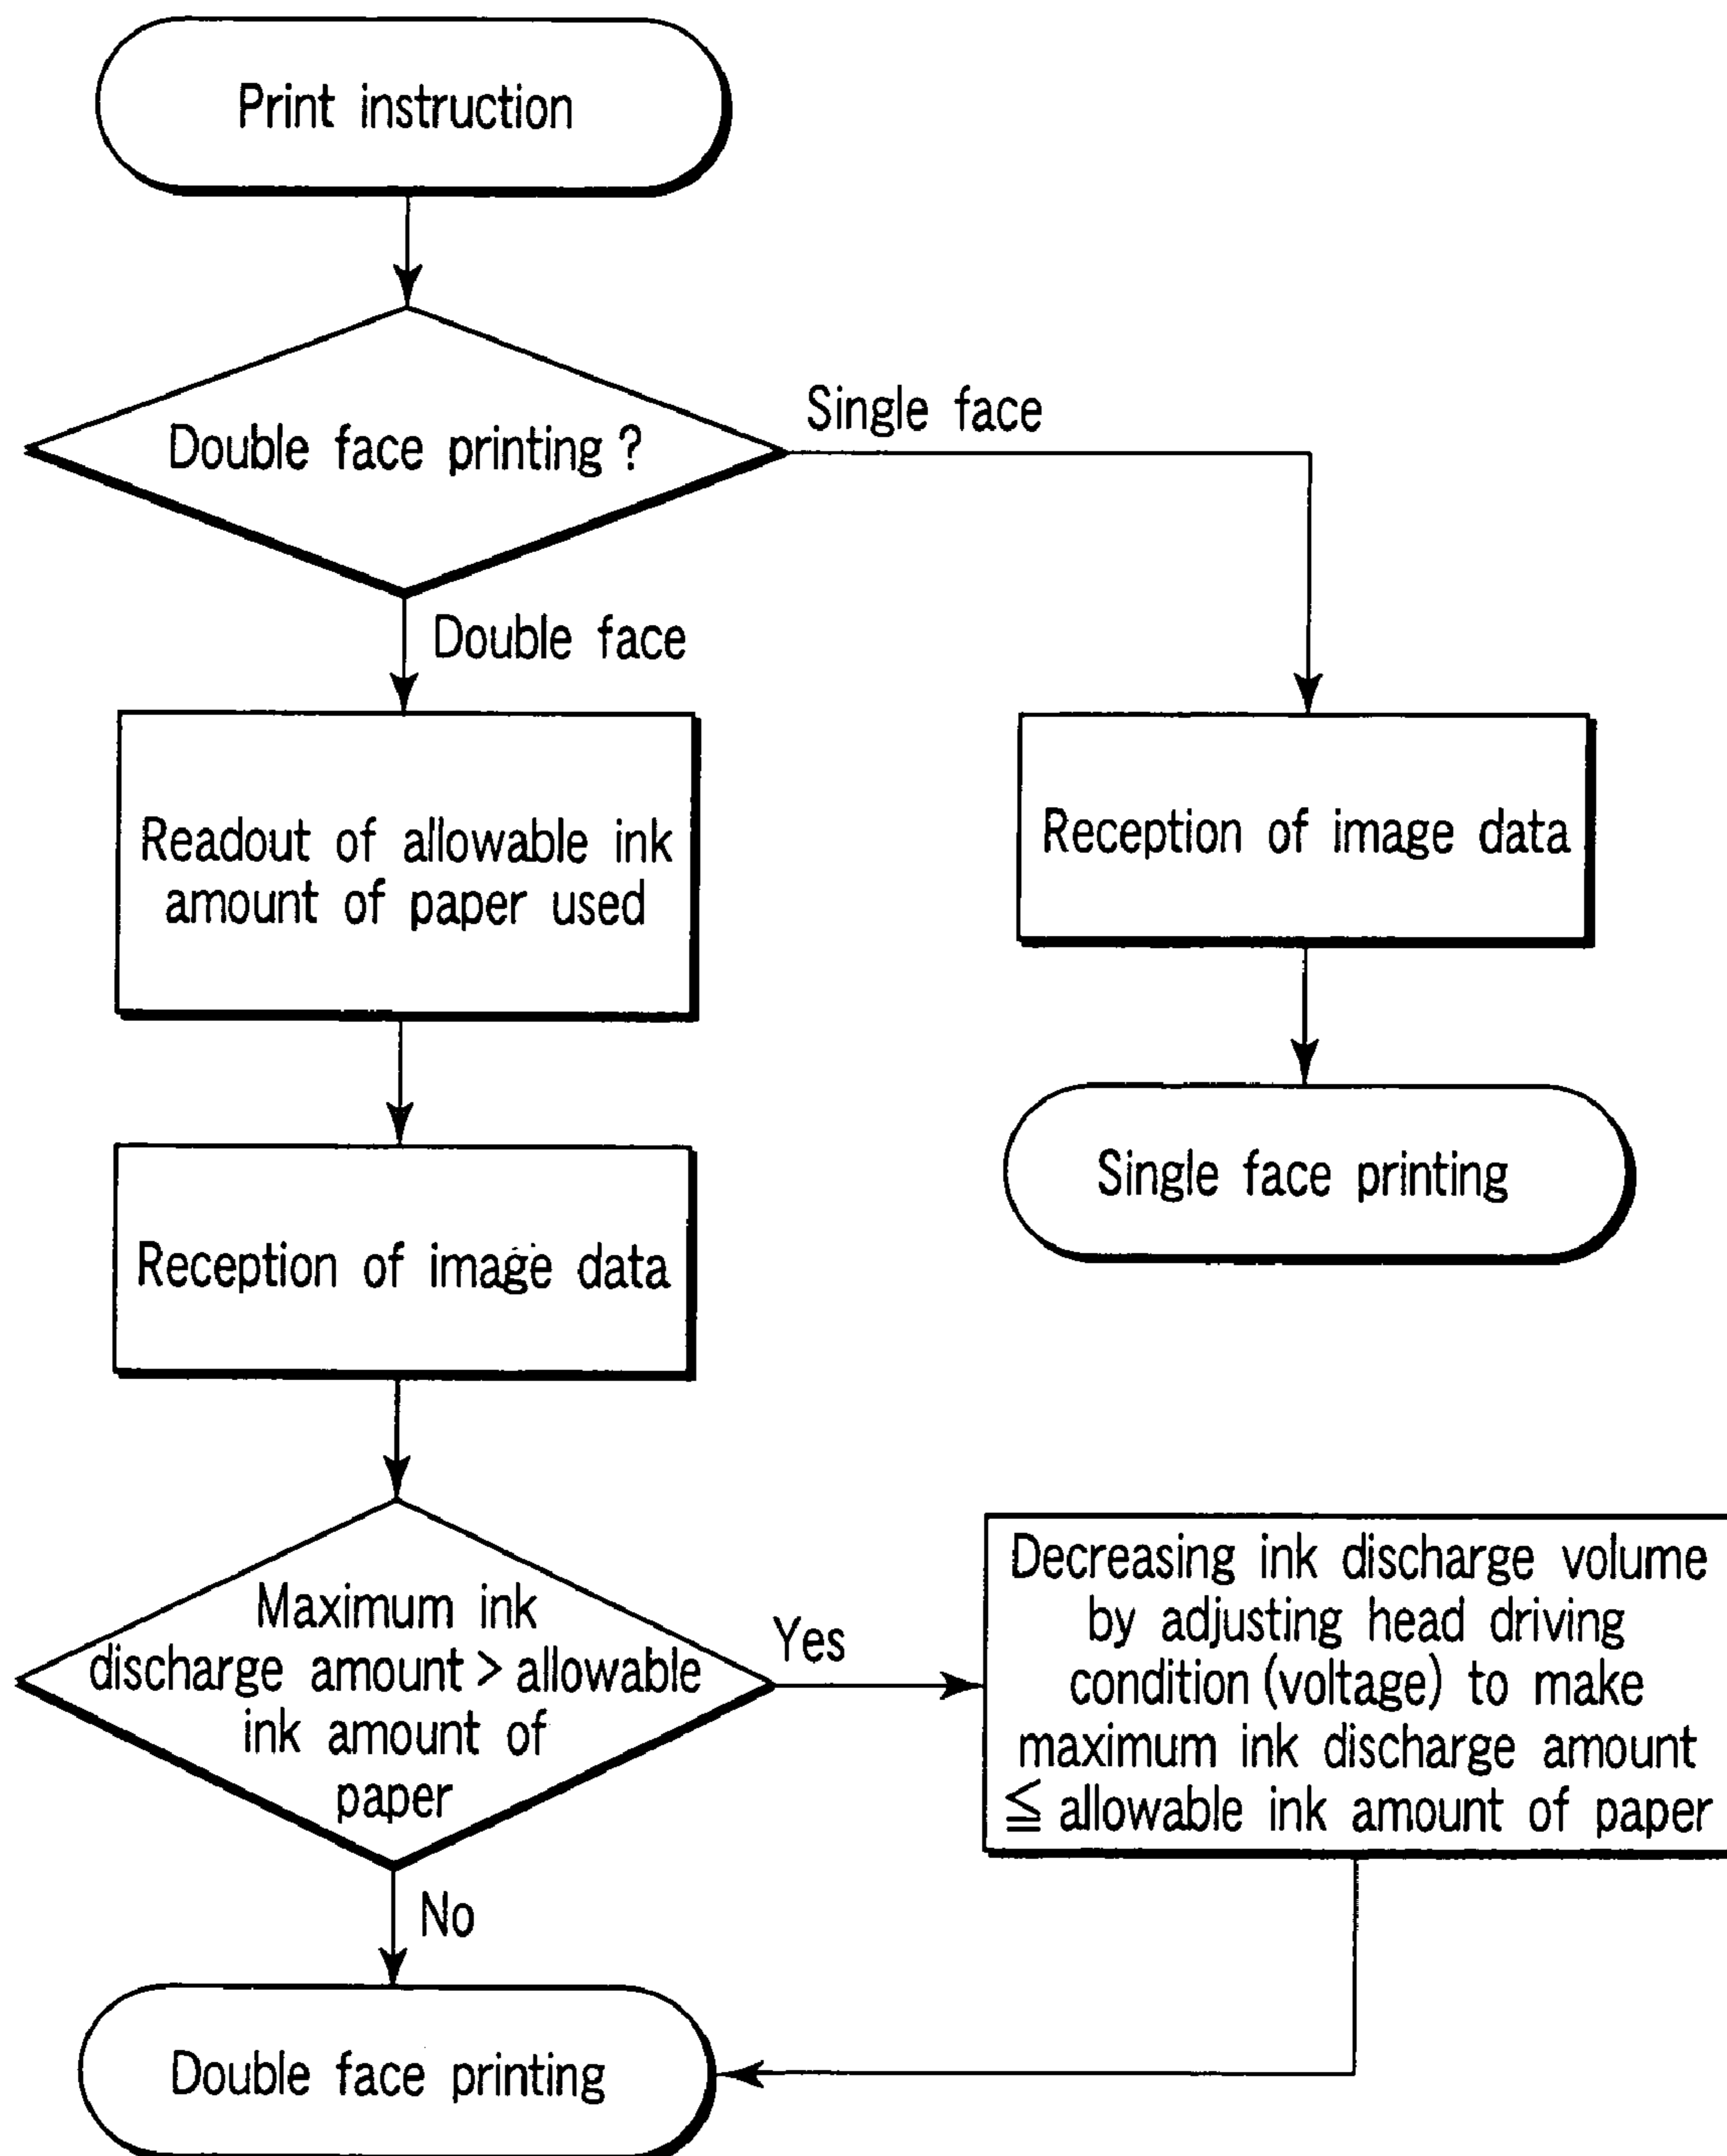 Print instruction
Double face printing ?
Single face
Double face
Readout of allowable ink
amount of paper used
Reception of image data
Reception of image data
Single face printing
Maximum ink
discharge amount > allowable
ink amount of
paper
Yes
Decreasing ink discharge volume
by adjusting head driving
condition (voltage) to make
maximum ink discharge amount
≦ allowable ink amount of paper
No
Double face printing